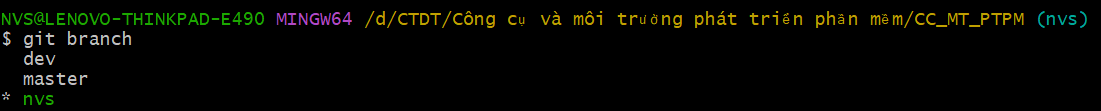 NVS@LENOVO-THINKPAD-E490 MINGW64 /d/CTDT/Công cụ và môi trường phát triển phần mềm/CC_MT_PTPM (nvs)
$ git branch
  dev
  master
* nvs